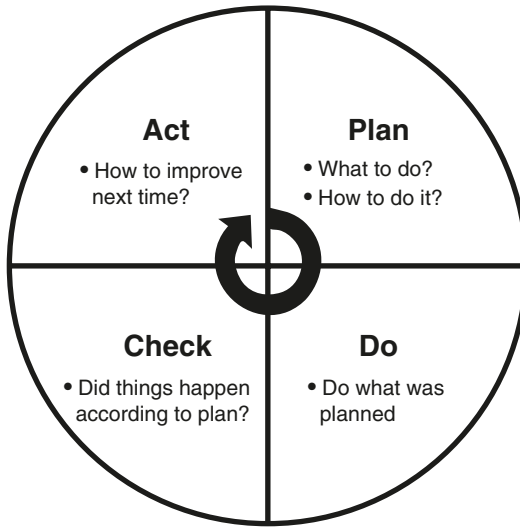 Act
• How to improve
next time?
Plan
• What to do?
• How to do it?
Check
• Did things happen
according to plan?
Do
• Do what was
planned